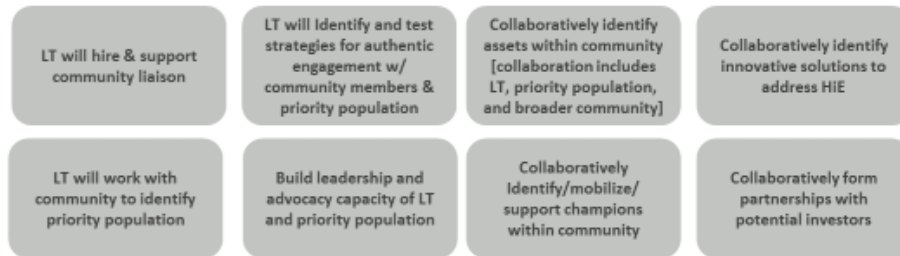 LT will hire & support
community liaison
LT will Identify and test
strategies for authentic
engagement w/
community members &
priority population
Collaboratively identify
assets within community
[collaboration includes
LT, priority population,
and broader community]
Collaboratively identify
innovative solutions to
address HiE
LT will work with
community to identify
priority population
Build leadership and
advocacy capacity of LT
and priority population
Collaboratively
Identify/mobilize/
support champions
within community
Collaboratively form
partnerships with
potential investors